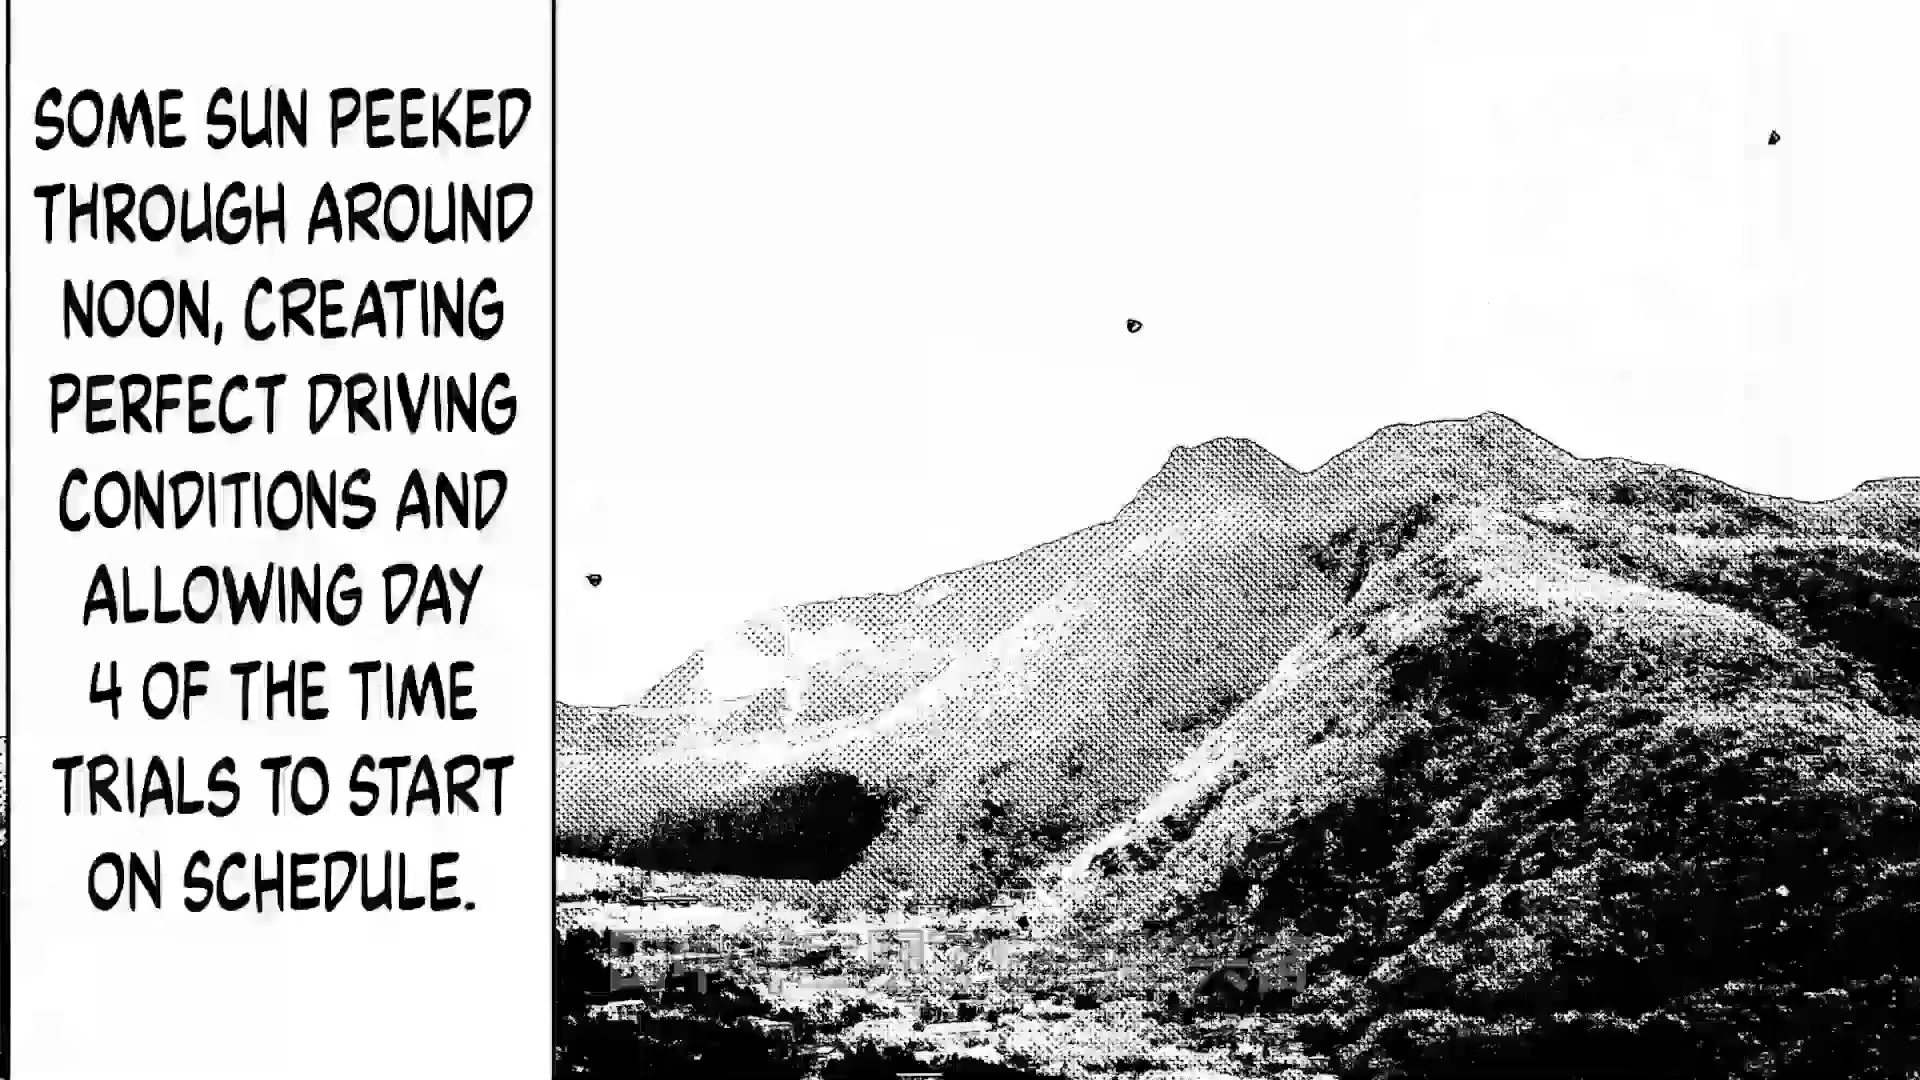 SOME SUN PEEKED
THROUGH AROUND
NOON, CREATING
PERFECT DRIVING
CONDITIONS AND
ALLOWING DAY
4 OF THE TIME
TRIALS TO START
ON SCHEDULE.